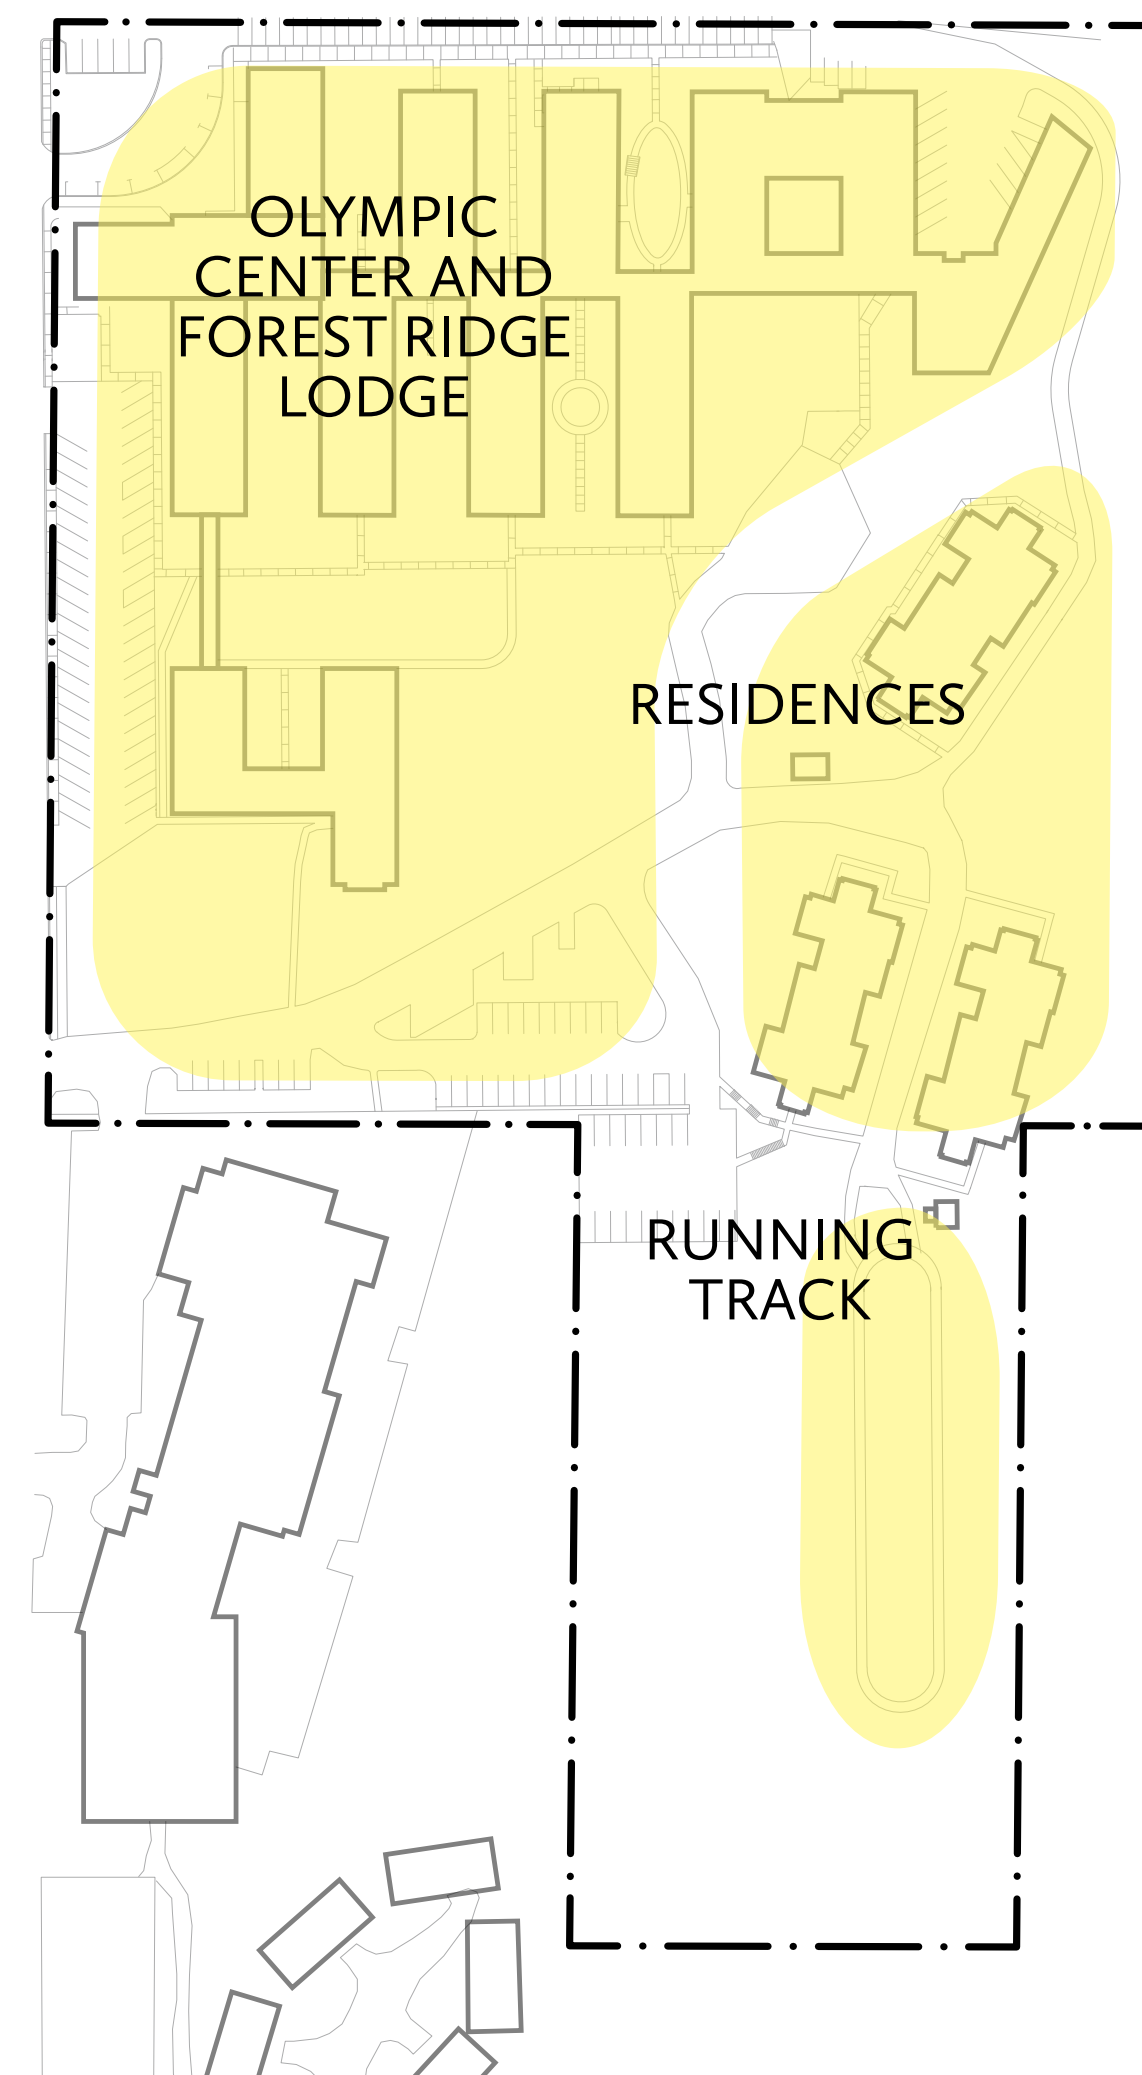 OLYMPIC
CENTER AND
FOREST RIDGE
LODGE
RESIDENCES
RUNNING
TRACK